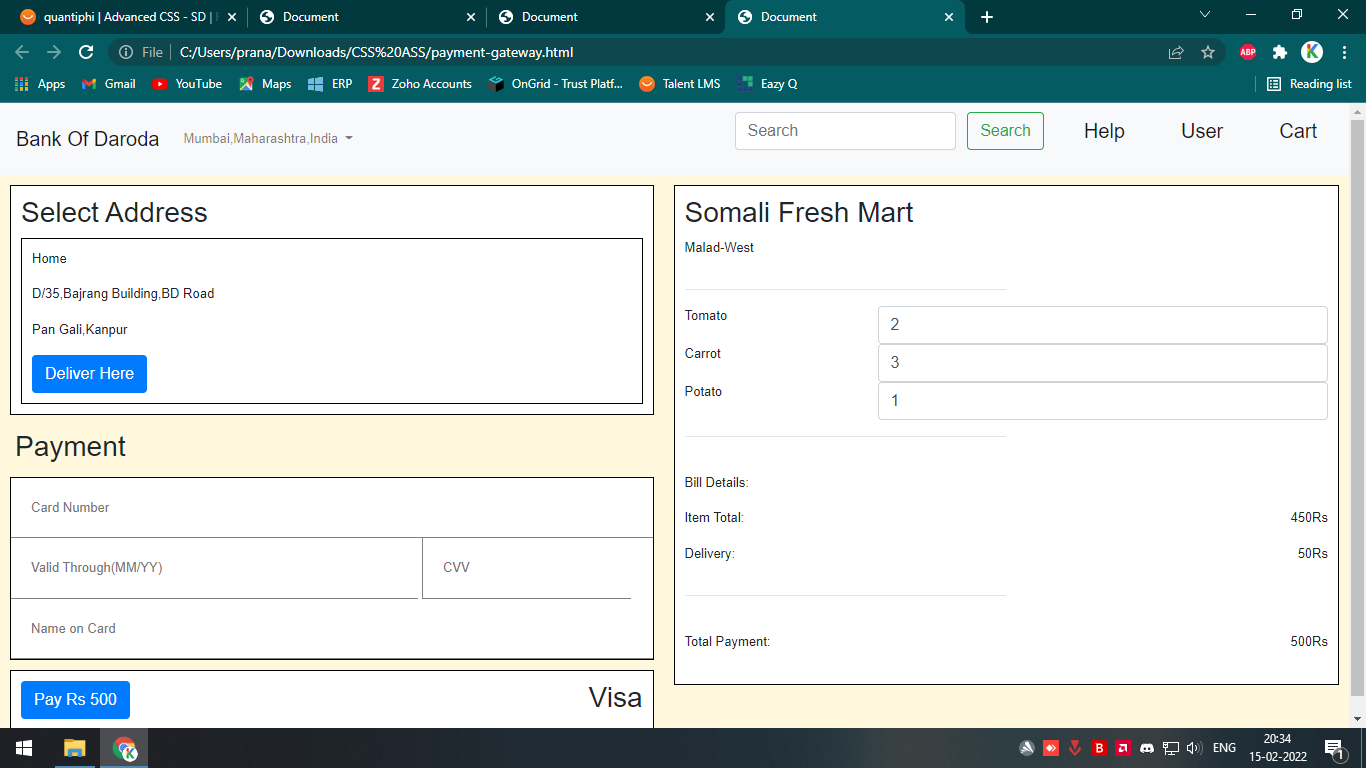 quantiphi | Advanced CSS - SD |
Document
Document
Document
File
C:/Users/prana/Downloads/CSS%20ASS/payment-gateway.html
ABP
K
Apps
Gmail
YouTube
Maps
ERP
Zoho Accounts
OnGrid - Trust Platf...
Talent LMS
Eazy Q
Reading list
Bank Of Daroda
Mumbai,Maharashtra,India
Search
Search
Help
User
Cart
Select Address
Home
D/35,Bajrang Building,BD Road
Pan Gali,Kanpur
Deliver Here
Payment
Card Number
Valid Through(MM/YY)
CVV
Name on Card
Pay Rs 500
Visa
Somali Fresh Mart
Malad-West
Tomato
2
Carrot
3
Potato
1
Bill Details:
Item Total:
450Rs
Delivery:
50Rs
Total Payment:
500Rs
ENG
20:34
15-02-2022
1